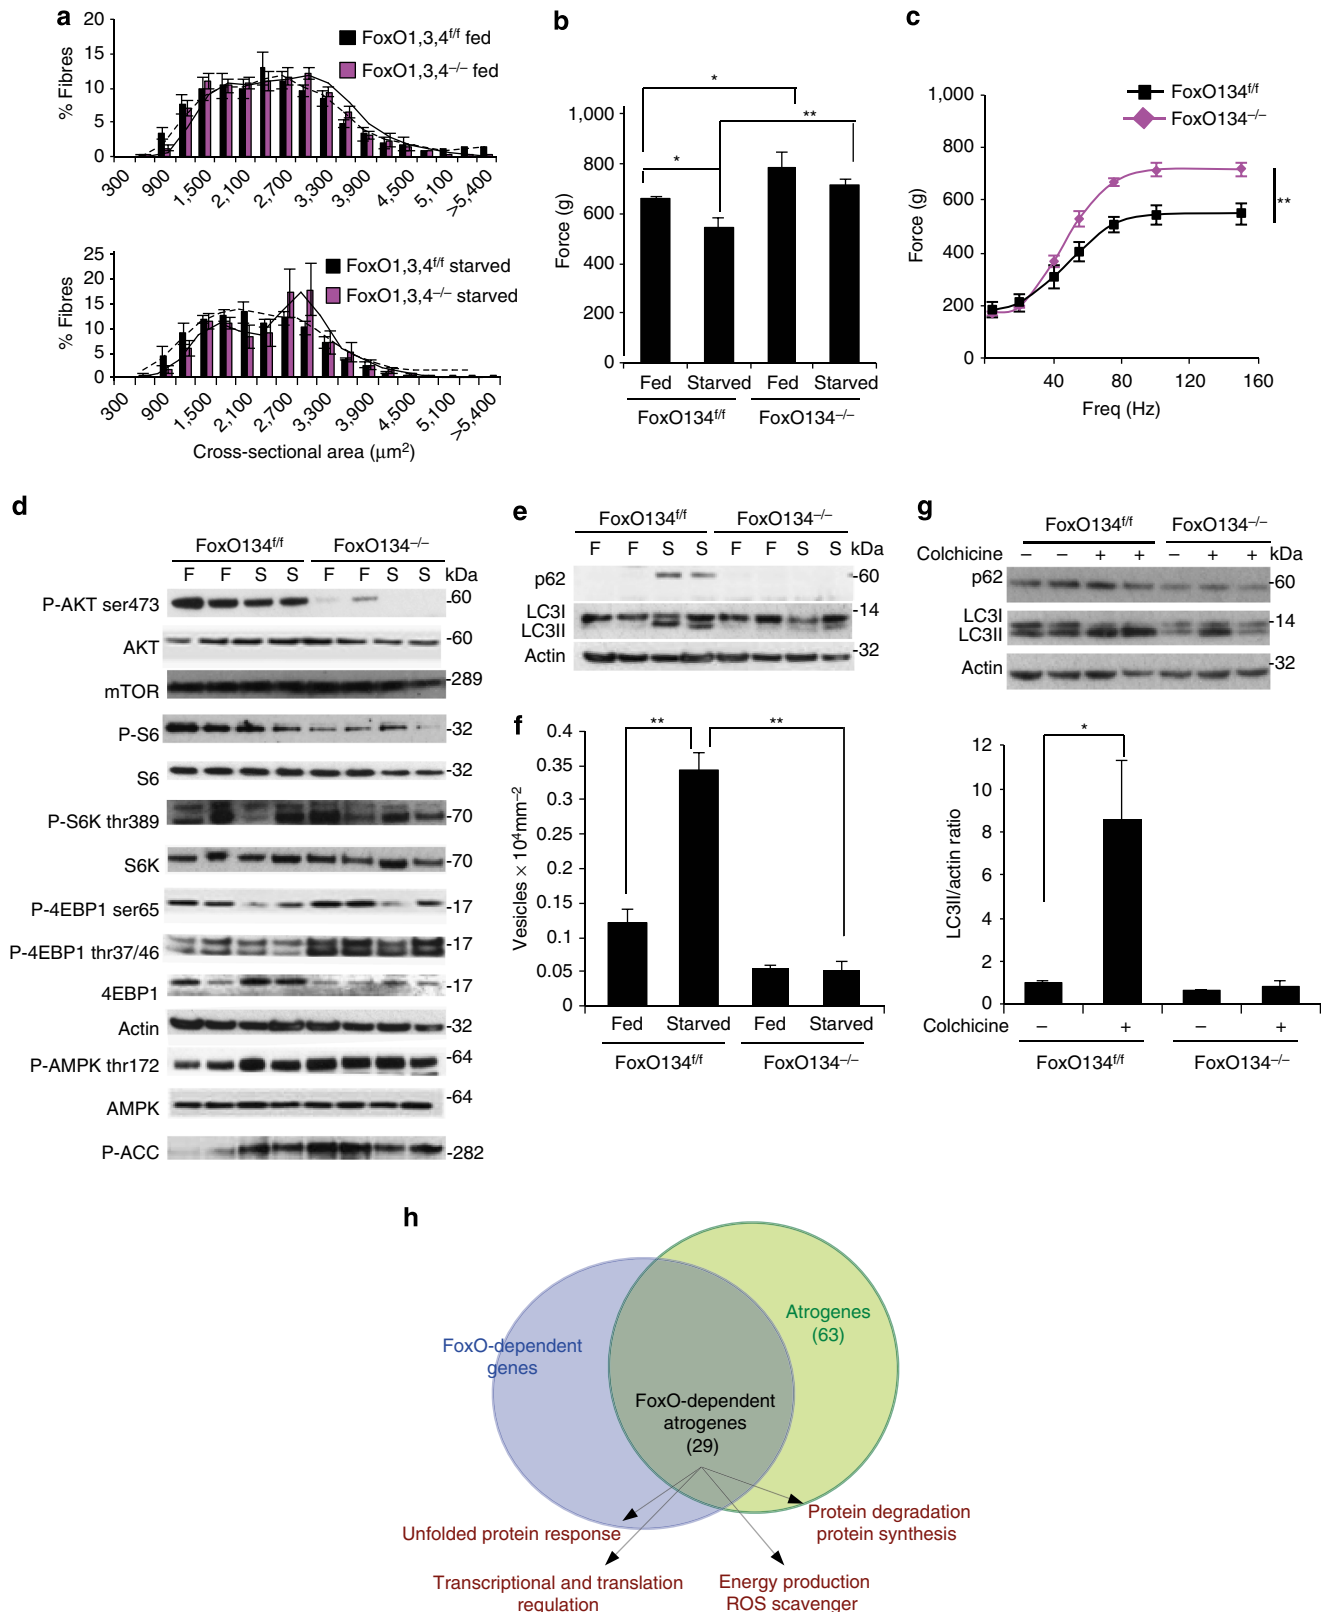 a
20
15
10
5
0
% Fibres
FoxO1,3,4f/f fed
FoxO1,3,4−/− fed
300
900
1,500
2,100
2,700
3,300
3,900
4,500
5,100
>5,400
25
20
15
10
5
0
% Fibres
FoxO1,3,4f/f starved
FoxO1,3,4−/− starved
300
900
1,500
2,100
2,700
3,300
3,900
4,500
5,100
>5,400
Cross-sectional area (μm2)
b
1,000
800
600
400
200
0
Force (g)
*
*
**
Fed Starved Fed Starved
FoxO134f/f FoxO134−/−
c
1,000
800
600
400
200
0
Force (g)
FoxO134f/f
FoxO134−/−
**
40 80 120 160
Freq (Hz)
d
FoxO134f/f FoxO134−/−
F F S S F F S S kDa
P-AKT ser473 -60
AKT -60
mTOR -289
P-S6 -32
S6 -32
P-S6K thr389 -70
S6K -70
P-4EBP1 ser65 -17
P-4EBP1 thr37/46 -17
4EBP1 -17
Actin -32
P-AMPK thr172 -64
AMPK -64
P-ACC -282
e
FoxO134f/f FoxO134−/−
F F S S F F S S kDa
p62 -60
LC3I -14
LC3II
Actin -32
f
0.4
0.35
0.3
0.25
0.2
0.15
0.1
0.05
0
Vesicles × 10⁴mm−2
** **
Fed Starved Fed Starved
FoxO134f/f FoxO134−/−
g
FoxO134f/f FoxO134−/−
Colchicine − − + + − + + kDa
p62 -60
LC3I -14
LC3II
Actin -32
12
10
8
6
4
2
0
LC3II/actin ratio
*
Colchicine − + − +
FoxO134f/f FoxO134−/−
h
Atrogenes
(63)
FoxO-dependent
genes
FoxO-dependent
atrogenes
(29)
Protein degradation
protein synthesis
Unfolded protein response
Transcriptional and translation
regulation
Energy production
ROS scavenger